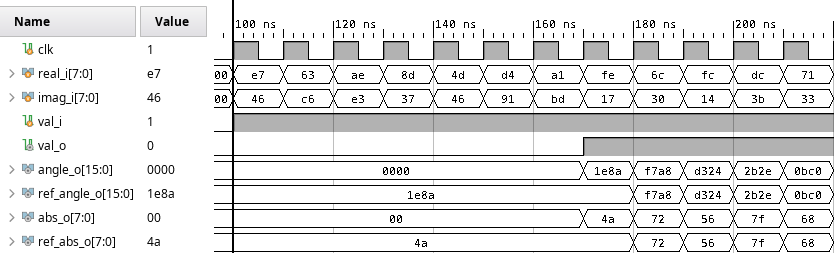 Name Value 100 ns 120 ns 140 ns 160 ns 180 ns 200 ns
clk 1
real_i[7:0] e7 00 e7 63 ae 8d 4d d4 a1 fe 6c fc dc 71
imag_i[7:0] 46 00 46 c6 e3 37 46 91 bd 17 30 14 3b 33
val_i 1
val_o 0
angle_o[15:0] 0000 0000 1e8a f7a8 d324 2b2e 0bc0
ref_angle_o[15:0] 1e8a 1e8a f7a8 d324 2b2e 0bc0
abs_o[7:0] 00 00 4a 72 56 7f 68
ref_abs_o[7:0] 4a 4a 72 56 7f 68